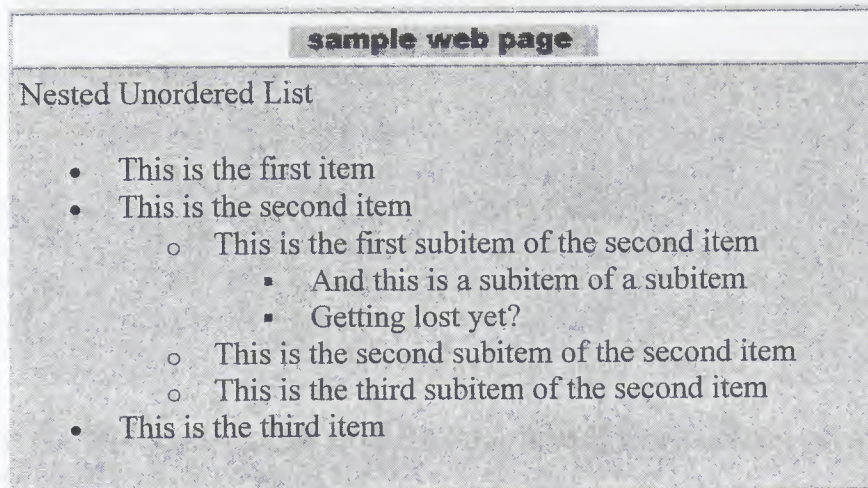 sample web page
Nested Unordered List
• This is the first item
• This is the second item
○ This is the first subitem of the second item
▪ And this is a subitem of a subitem
▪ Getting lost yet?
○ This is the second subitem of the second item
○ This is the third subitem of the second item
• This is the third item